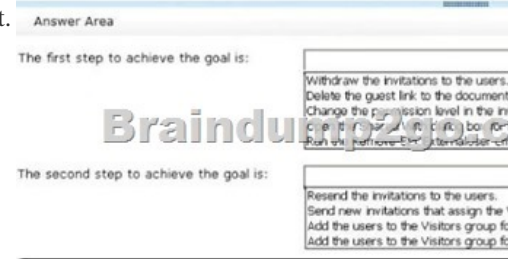 t.
Answer Area
The first step to achieve the goal is:
Withdraw the invitations to the users.
Delete the guest link to the document
Change the permission level in the in
Braindump2go.c
The second step to achieve the goal is:
Resend the invitations to the users.
Send new invitations that assign the
Add the users to the Visitors group fo
Add the users to the Visitors group fo